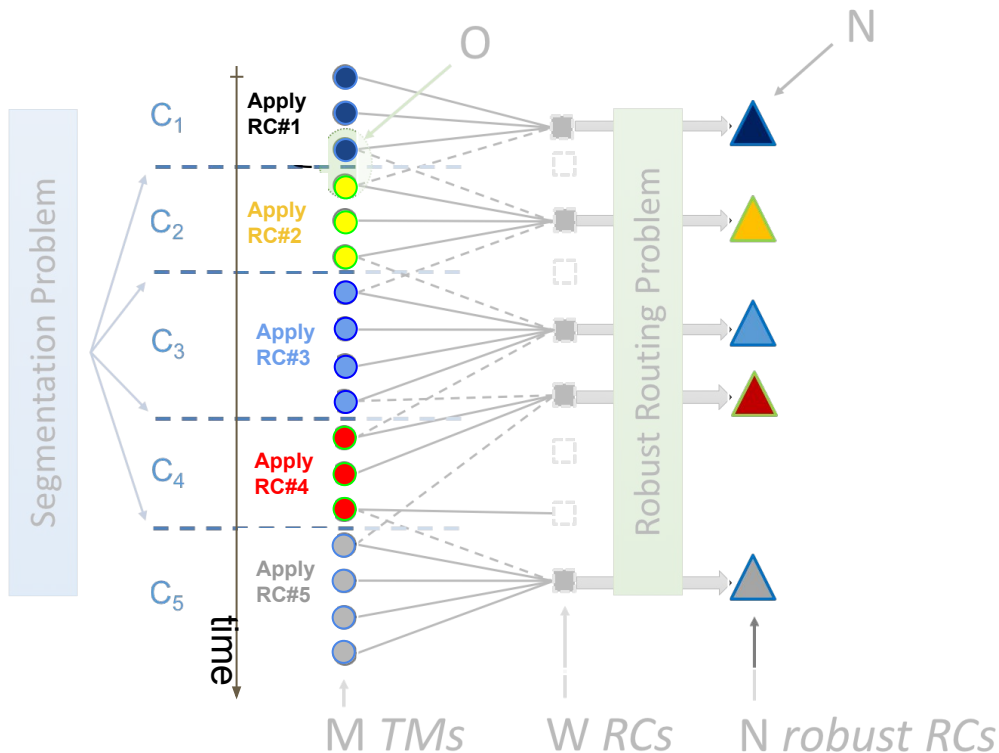 N
O
Segmentation Problem
C1
Apply
RC#1
C2
Apply
RC#2
C3
Apply
RC#3
C4
Apply
RC#4
C5
Apply
RC#5
time
Robust Routing Problem
M TMs
W RCs
N robust RCs